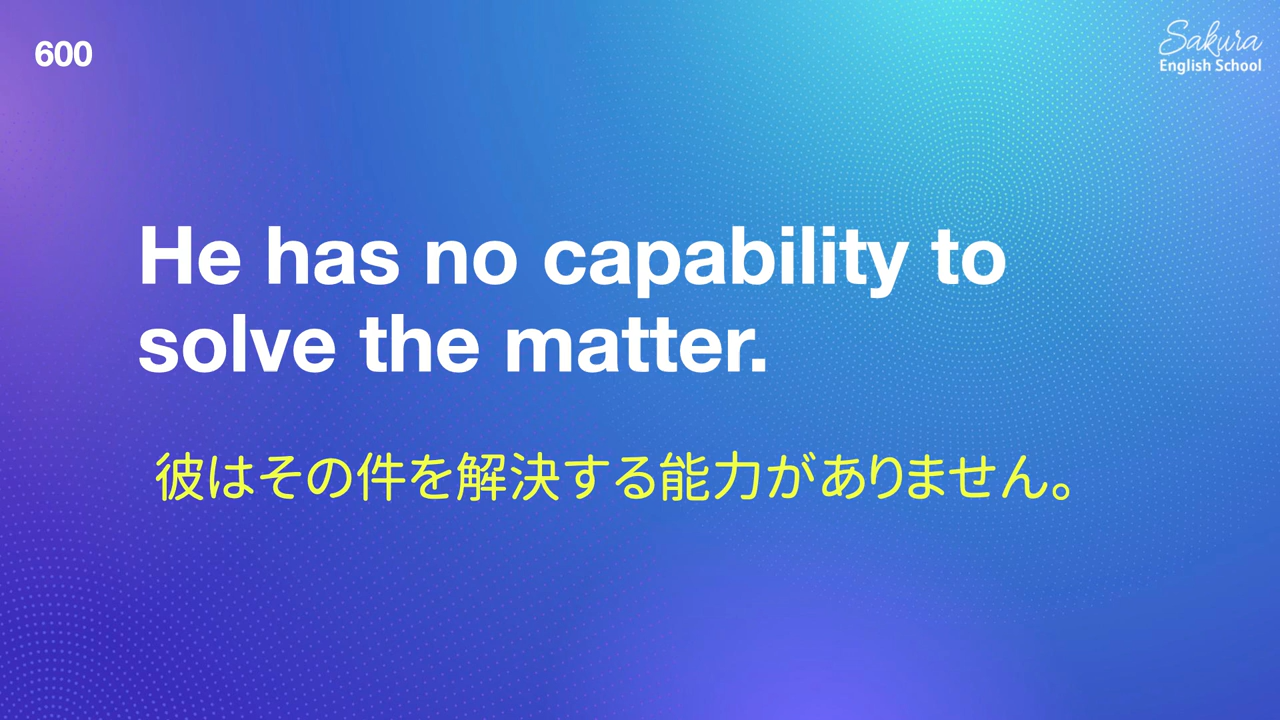 600
Sakura
English School
He has no capability to
solve the matter.
彼はその件を解決する能力がありません。